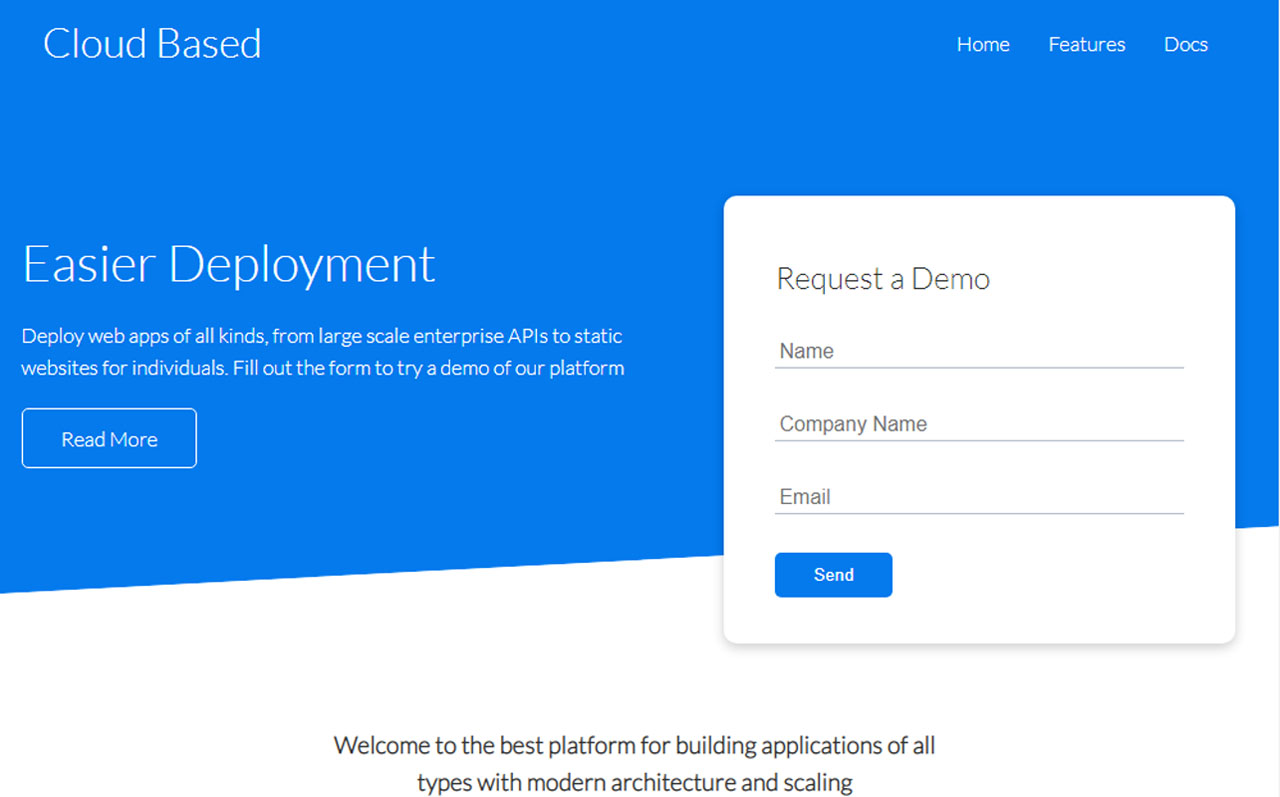 Cloud Based
Home Features Docs
Easier Deployment
Deploy web apps of all kinds, from large scale enterprise APIs to static
websites for individuals. Fill out the form to try a demo of our platform
Read More
Request a Demo
Name
Company Name
Email
Send
Welcome to the best platform for building applications of all
types with modern architecture and scaling